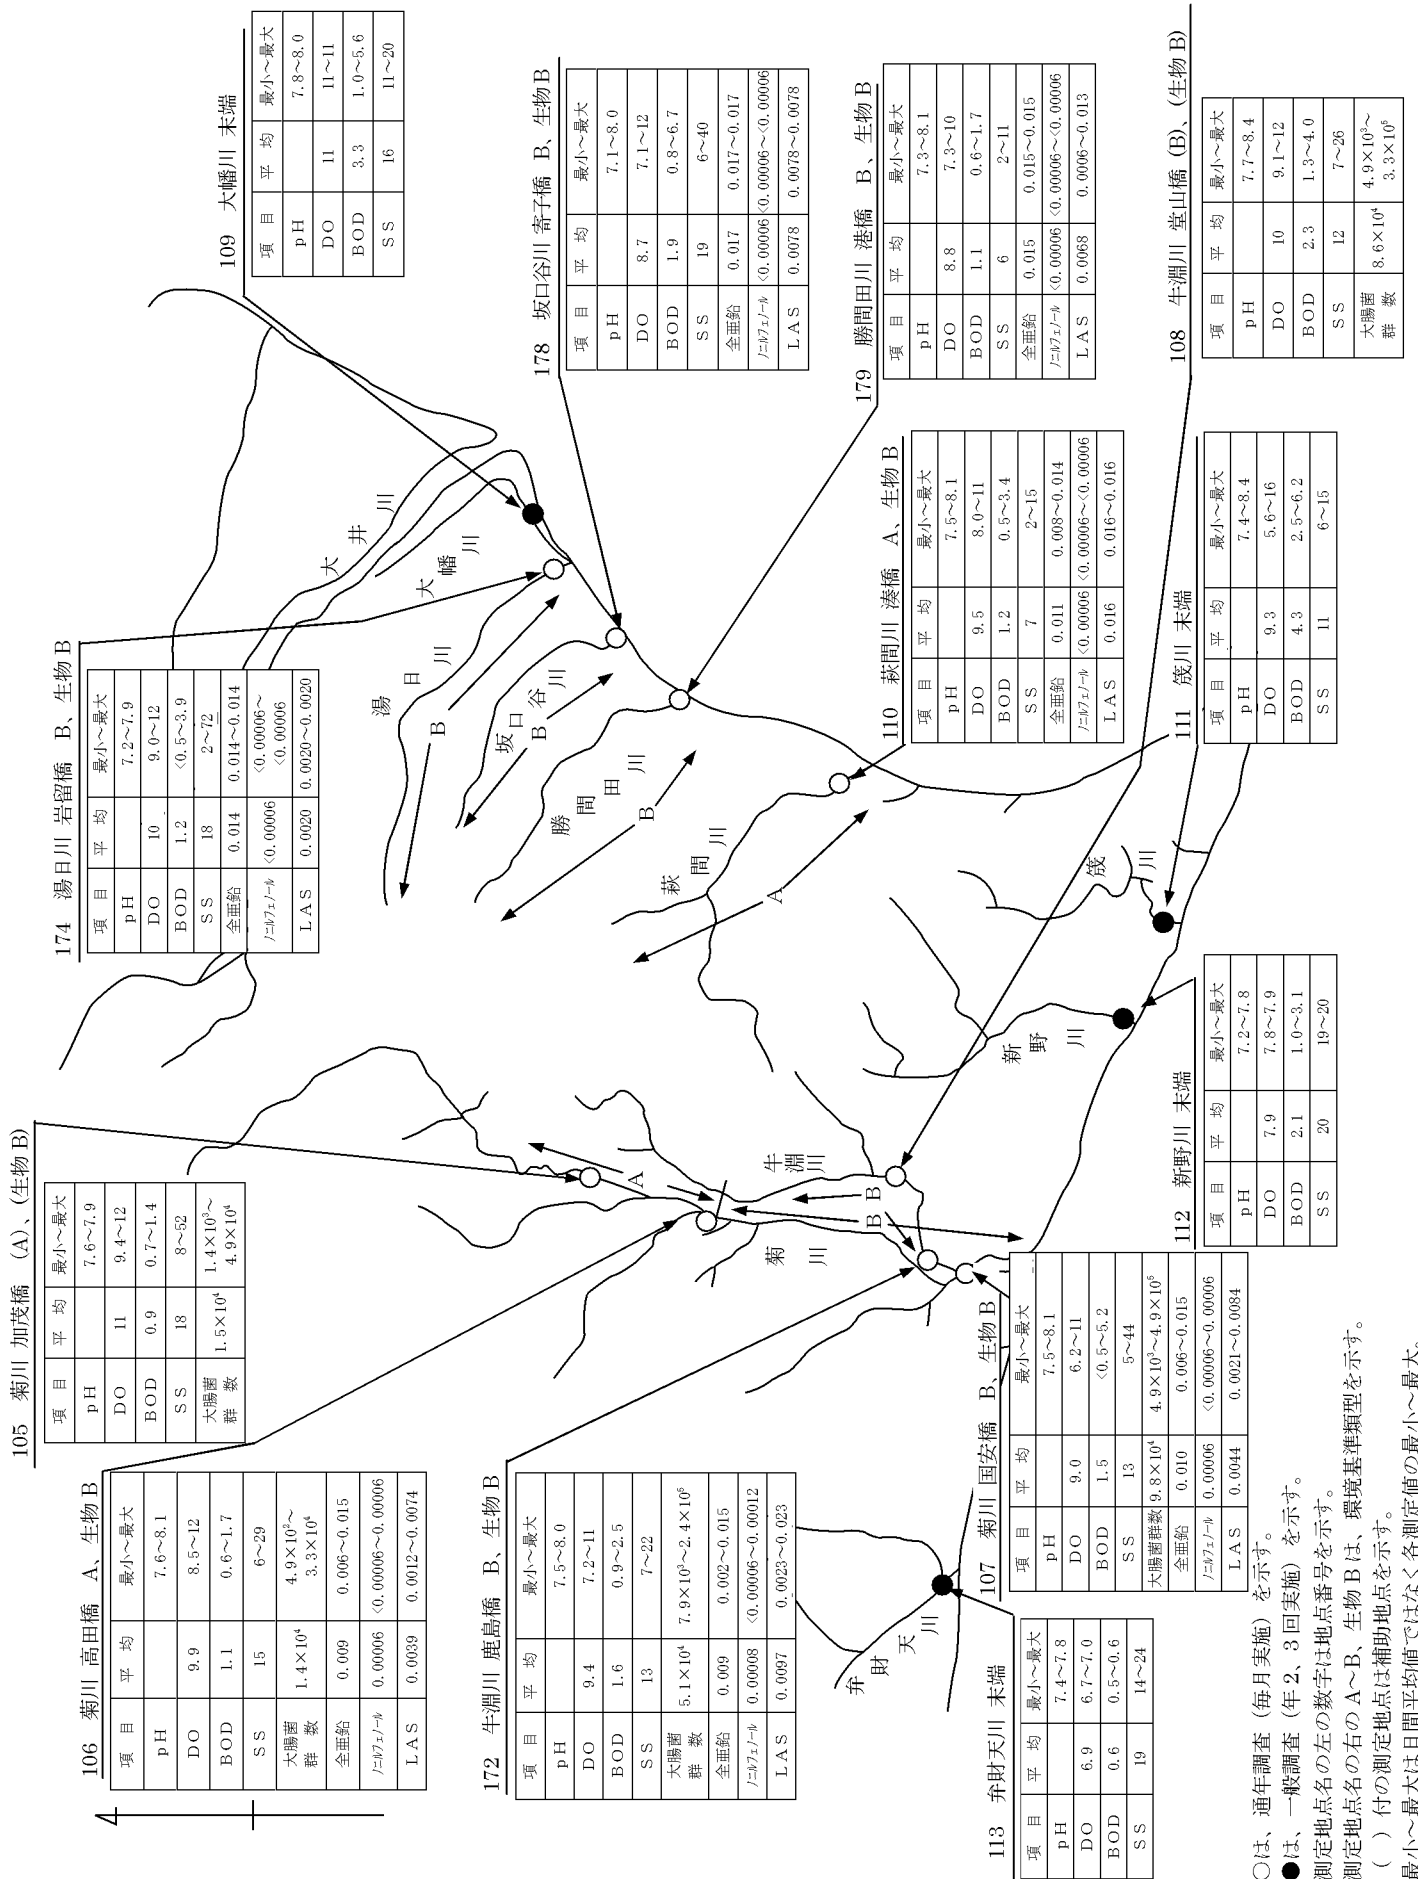 174　湯日川 岩留橋　B、生物B
項　目　平　均　最小～最大
pH　7.2～7.9
DO　10　9.0～12
BOD　1.2　<0.5～3.9
SS　18　2～72
全亜鉛　0.014　0.014～0.014
ﾉﾆﾙﾌｪﾉｰﾙ　<0.00006　<0.00006～
<0.00006
LAS　0.0020　0.0020～0.0020
109　大幡川 末端
項　目　平　均　最小～最大
pH　7.8～8.0
DO　11　11～11
BOD　3.3　1.0～5.6
SS　16　11～20
178　坂口谷川 寄子橋　B、生物B
項　目　平　均　最小～最大
pH　7.1～8.0
DO　8.7　7.1～12
BOD　1.9　0.8～6.7
SS　19　6～40
全亜鉛　0.017　0.017～0.017
ﾉﾆﾙﾌｪﾉｰﾙ　<0.00006　<0.00006～<0.00006
LAS　0.0078　0.0078～0.0078
179　勝間田川 港橋　B、生物B
項　目　平　均　最小～最大
pH　7.3～8.1
DO　8.8　7.3～10
BOD　1.1　0.6～1.7
SS　6　2～11
全亜鉛　0.015　0.015～0.015
ﾉﾆﾙﾌｪﾉｰﾙ　<0.00006　<0.00006～<0.00006
LAS　0.0068　0.0006～0.013
110　萩間川 湊橋　A、生物B
項　目　平　均　最小～最大
pH　7.5～8.1
DO　9.5　8.0～11
BOD　1.2　0.5～3.4
SS　7　2～15
全亜鉛　0.011　0.008～0.014
ﾉﾆﾙﾌｪﾉｰﾙ　<0.00006　<0.00006～<0.00006
LAS　0.016　0.016～0.016
108　牛淵川 堂山橋 (B)、(生物B)
項　目　平　均　最小～最大
pH　7.7～8.4
DO　10　9.1～12
BOD　2.3　1.3～4.0
SS　12　7～26
大腸菌
群　数　8.6×10⁴　4.9×10³～
3.3×10⁵
111　筬川 末端
項　目　平　均　最小～最大
pH　7.4～8.4
DO　9.3　5.6～16
BOD　4.3　2.5～6.2
SS　11　6～15
112　新野川 末端
項　目　平　均　最小～最大
pH　7.2～7.8
DO　7.9　7.8～7.9
BOD　2.1　1.0～3.1
SS　20　19～20
105　菊川 加茂橋　(A)、(生物B)
項　目　平　均　最小～最大
pH　7.6～7.9
DO　11　9.4～12
BOD　0.9　0.7～1.4
SS　18　8～52
大腸菌
群　数　1.5×10⁴　1.4×10³～
4.9×10⁴
106　菊川 高田橋　A、生物B
項　目　平　均　最小～最大
pH　7.6～8.1
DO　9.9　8.5～12
BOD　1.1　0.6～1.7
SS　15　6～29
大腸菌
群　数　1.4×10⁴　4.9×10²～
3.3×10⁴
全亜鉛　0.009　0.006～0.015
ﾉﾆﾙﾌｪﾉｰﾙ　0.00006　<0.00006～0.00006
LAS　0.0039　0.0012～0.0074
172　牛淵川 鹿島橋　B、生物B
項　目　平　均　最小～最大
pH　7.5～8.0
DO　9.4　7.2～11
BOD　1.6　0.9～2.5
SS　13　7～22
大腸菌
群　数　5.1×10⁴　7.9×10³～2.4×10⁵
全亜鉛　0.009　0.002～0.015
ﾉﾆﾙﾌｪﾉｰﾙ　0.00008　<0.00006～0.00012
LAS　0.0097　0.0023～0.023
107　菊川 国安橋　B、生物B
項　目　平　均　最小～最大
pH　7.5～8.1
DO　9.0　6.2～11
BOD　1.5　<0.5～5.2
SS　13　5～44
大腸菌群数　9.8×10⁴　4.9×10³～4.9×10⁵
全亜鉛　0.010　0.006～0.015
ﾉﾆﾙﾌｪﾉｰﾙ　0.00006　<0.00006～0.00006
LAS　0.0044　0.0021～0.0084
113　弁財天川 末端
項　目　平　均　最小～最大
pH　7.4～7.8
DO　6.9　6.7～7.0
BOD　0.6　0.5～0.6
SS　19　14～24
大井川
大幡川
湯日川
B
坂口谷川
B
勝間田川
B
萩間川
A
筬川
新野川
牛淵川
A
B
B
菊川
弁財天川
○は、通年調査（毎月実施）を示す。
●は、一般調査（年2、3回実施）を示す。
測定地点名の左の数字は地点番号を示す。
測定地点名の右のA～B、生物Bは、環境基準類型を示す。
（ ）付の測定地点は補助地点を示す。
最小～最大は日間平均値ではなく各測定値の最小～最大。